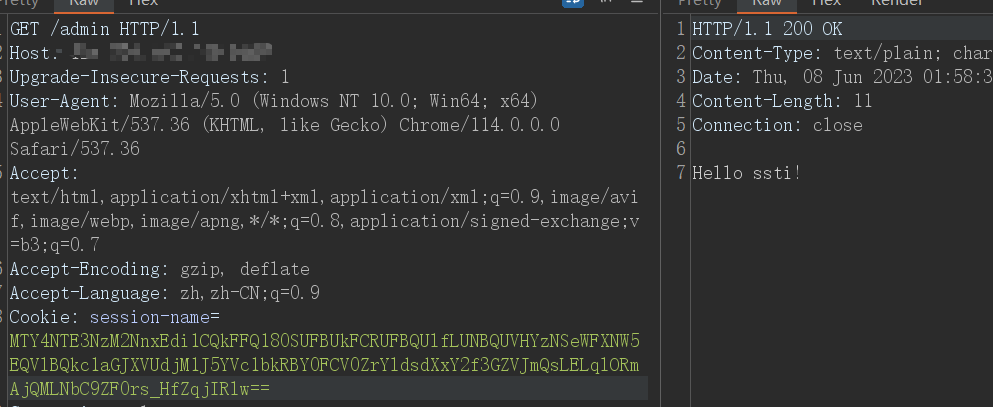 Pretty Raw Hex
GET /admin HTTP/1.1
Host:
Upgrade-Insecure-Requests: 1
User-Agent: Mozilla/5.0 (Windows NT 10.0; Win64; x64)
AppleWebKit/537.36 (KHTML, like Gecko) Chrome/114.0.0.0
Safari/537.36
Accept:
text/html,application/xhtml+xml,application/xml;q=0.9,image/avi
f,image/webp,image/apng,*/*;q=0.8,application/signed-exchange;v
=b3;q=0.7
Accept-Encoding: gzip, deflate
Accept-Language: zh,zh-CN;q=0.9
Cookie: session-name=
Pretty Raw Hex Render
1 HTTP/1.1 200 OK
2 Content-Type: text/plain; char
3 Date: Thu, 08 Jun 2023 01:58:3
4 Content-Length: 11
5 Connection: close
6
7 Hello ssti!